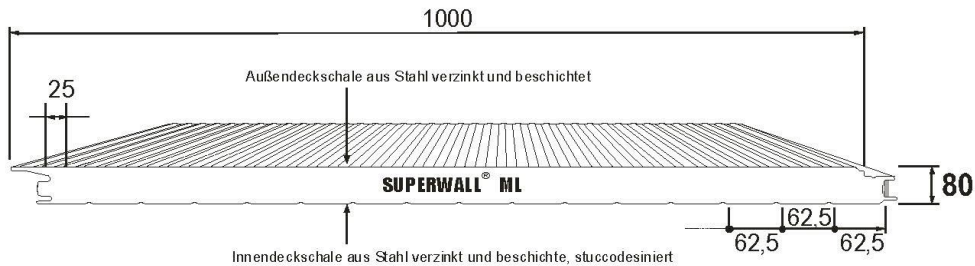 1000
Außendeckschale aus Stahl verzinkt und beschichtet
25
SUPERWALL® ML
80
62,5
62,5 62,5
Innendeckschale aus Stahl verzinkt und beschichte, stuccodesiniert